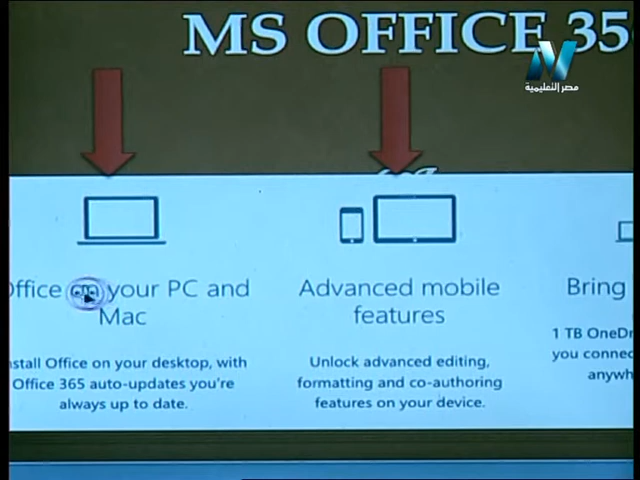 MS OFFICE 35
مصر التعليمية
Office on your PC and
Mac
Install Office on your desktop, with
Office 365 auto-updates you're
always up to date.
Advanced mobile
features
Unlock advanced editing,
formatting and co-authoring
features on your device.
Bring
1 TB OneDr
you connec
anywh